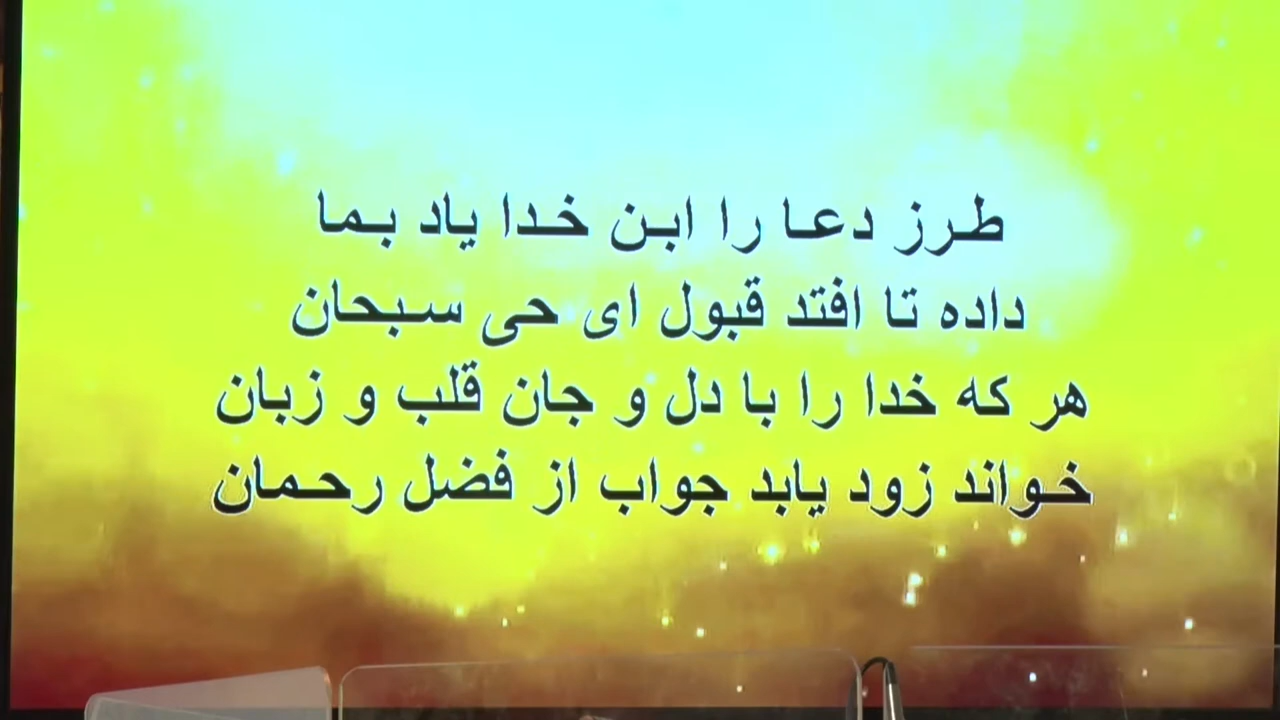 طرز دعا را ابن خدا یاد بما
داده تا افتد قبول ای حی سبحان
هر که خدا را با دل و جان قلب و زبان
خواند زود یابد جواب از فضل رحمان